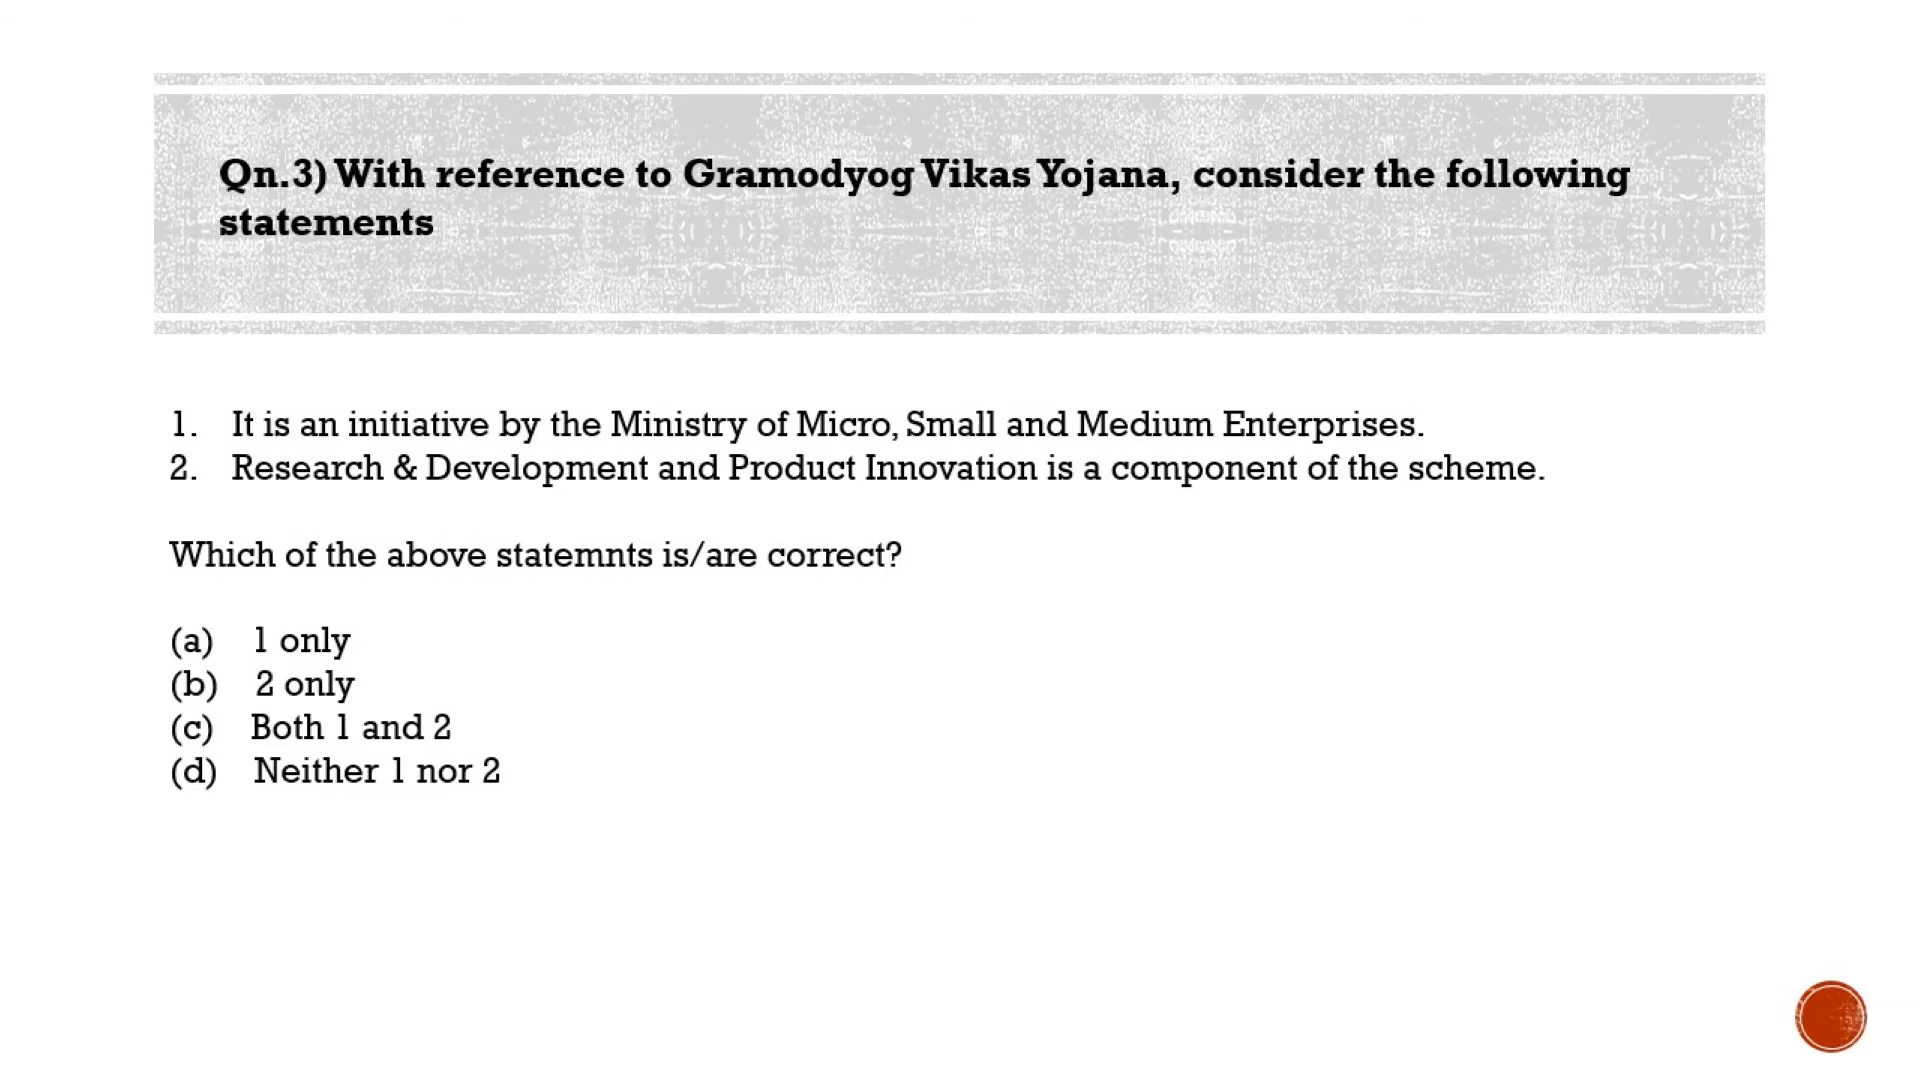 Qn.3) With reference to Gramodyog Vikas Yojana, consider the following
statements
1. It is an initiative by the Ministry of Micro, Small and Medium Enterprises.
2. Research & Development and Product Innovation is a component of the scheme.
Which of the above statemnts is/are correct?
(a) 1 only
(b) 2 only
(c) Both 1 and 2
(d) Neither 1 nor 2